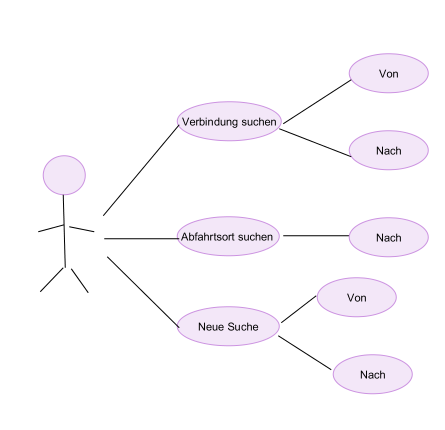 Von
Verbindung suchen
Nach
Abfahrtsort suchen
Nach
Von
Neue Suche
Nach